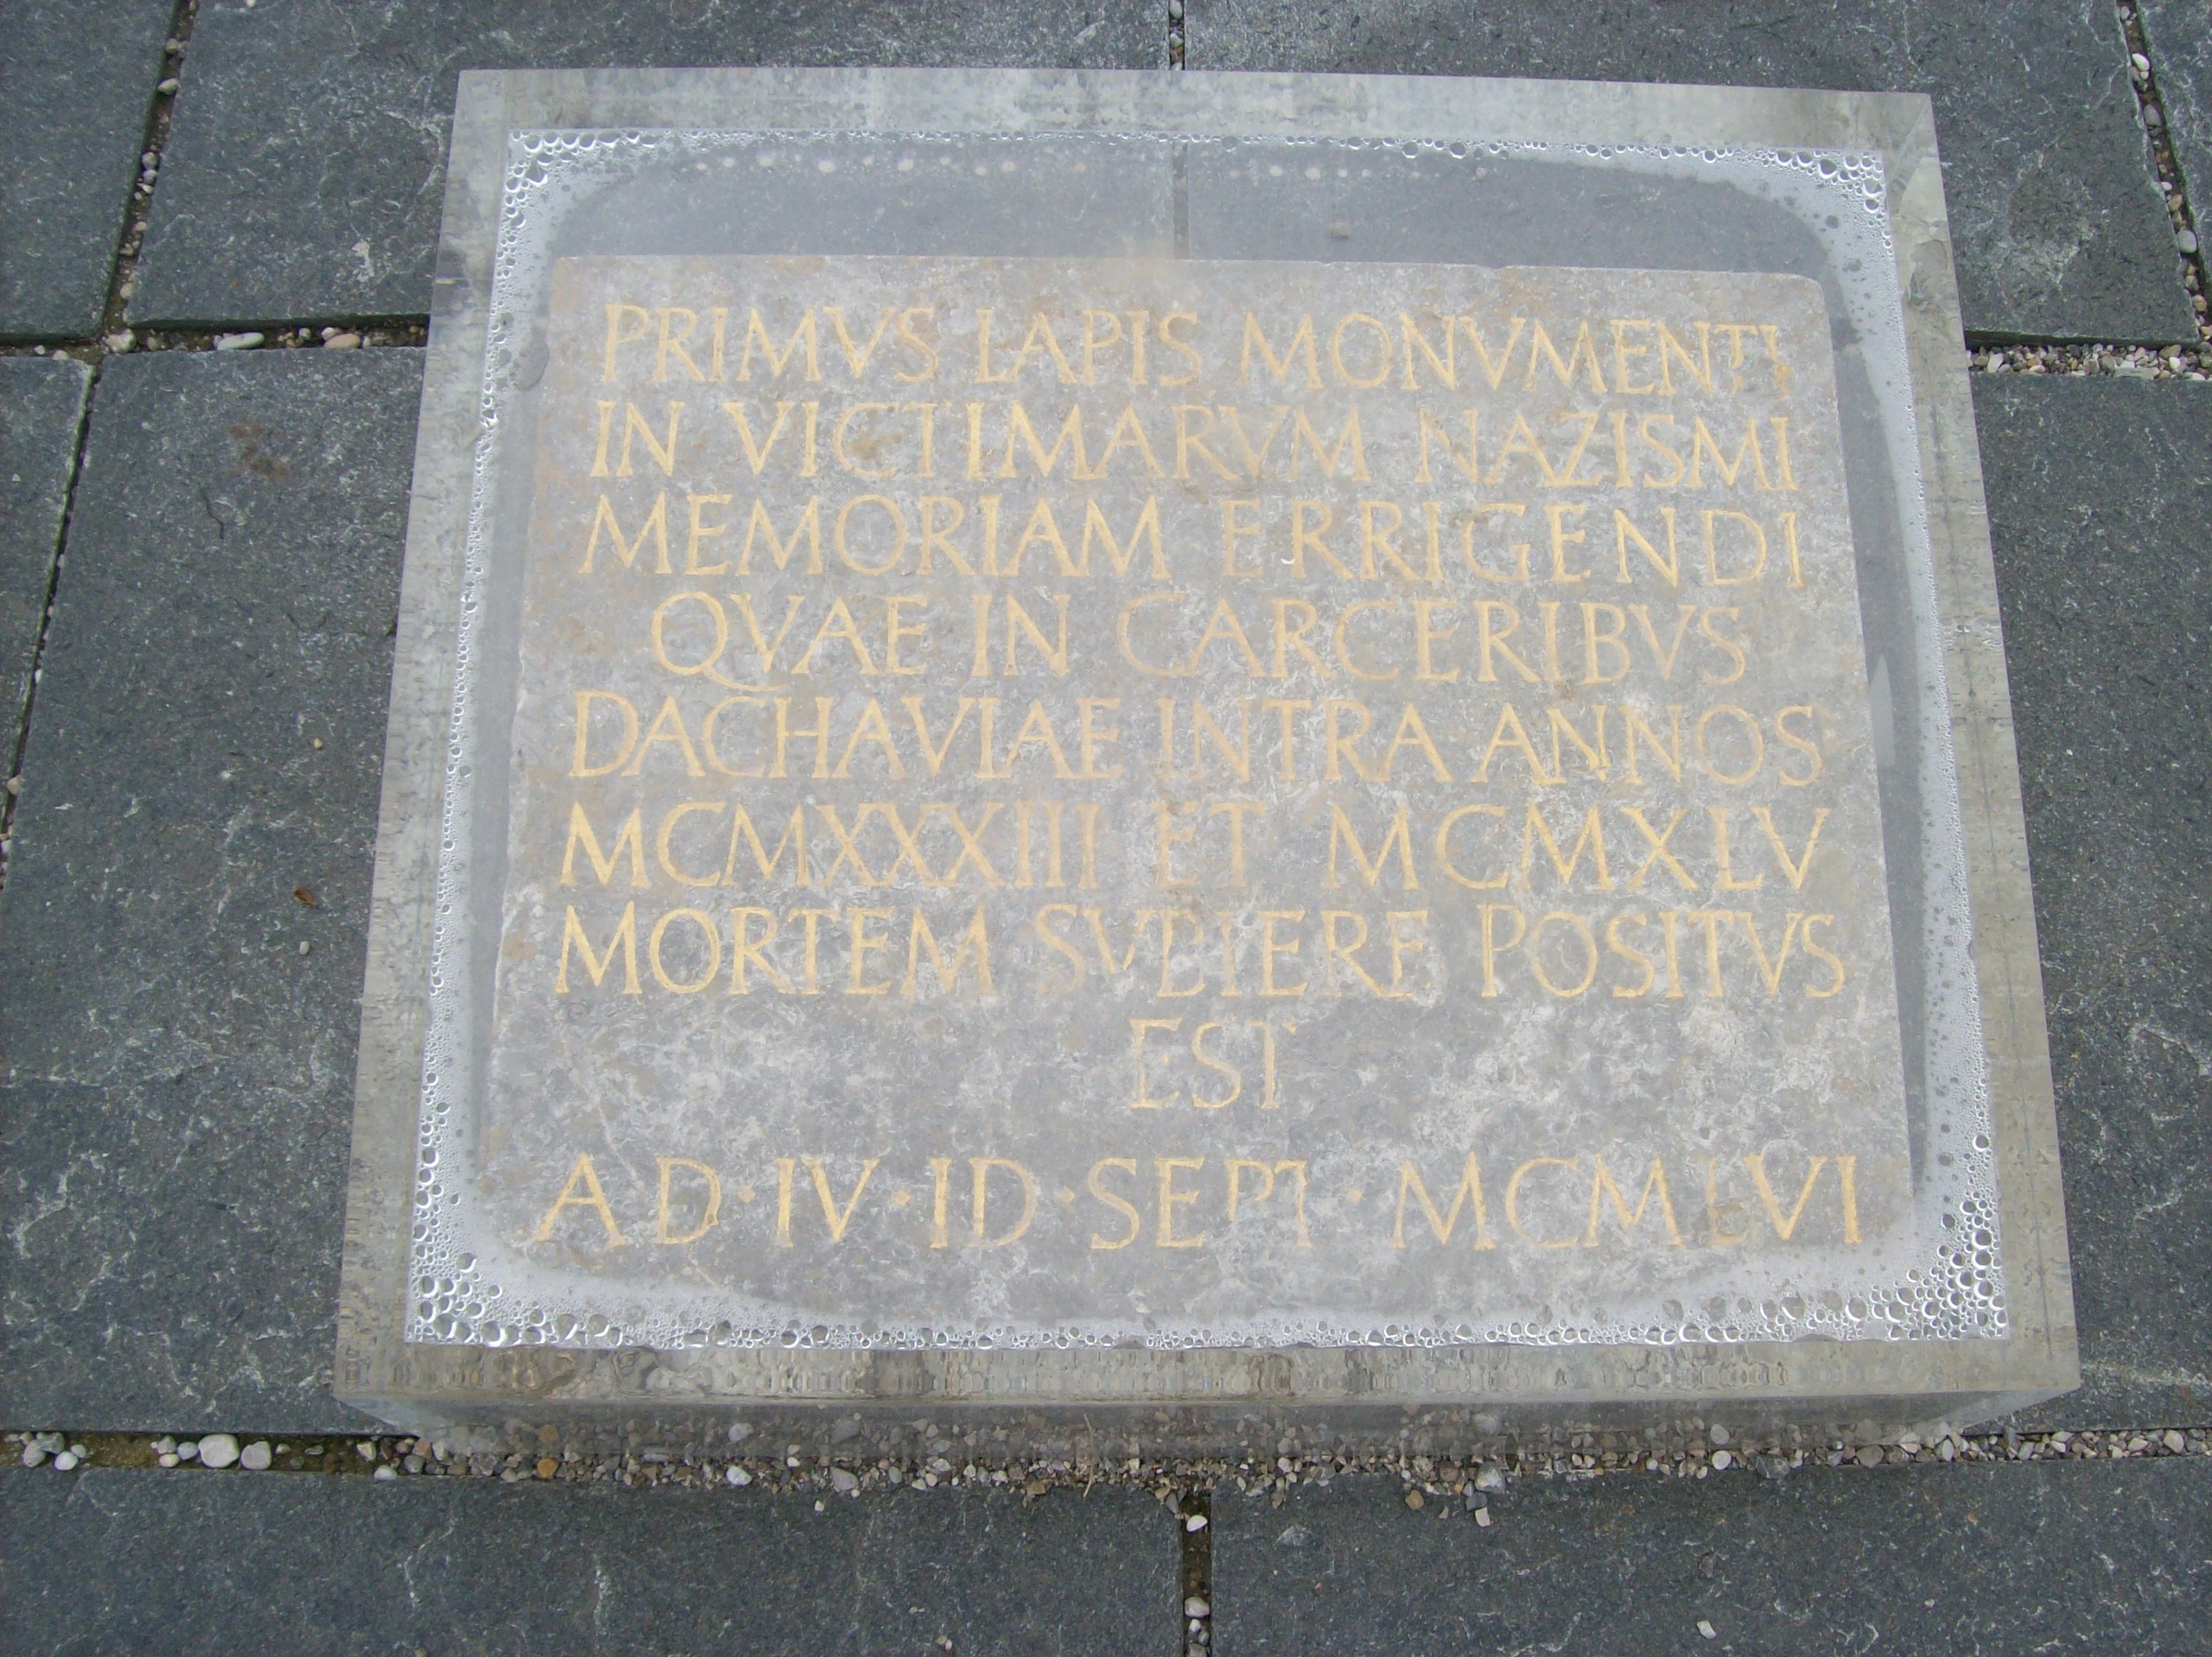 PRIMVS LAPIS MONVMENTI
IN VICTIMARVM NAZISMI
MEMORIAM ERRIGENDI
QVAE IN CARCERIBVS
DACHAVIAE INTRA ANNOS
MCMXXXIII ET MCMXLV
MORTEM SVBIERE POSITVS
EST
AD·IV·ID·SEPT·MCMLVI